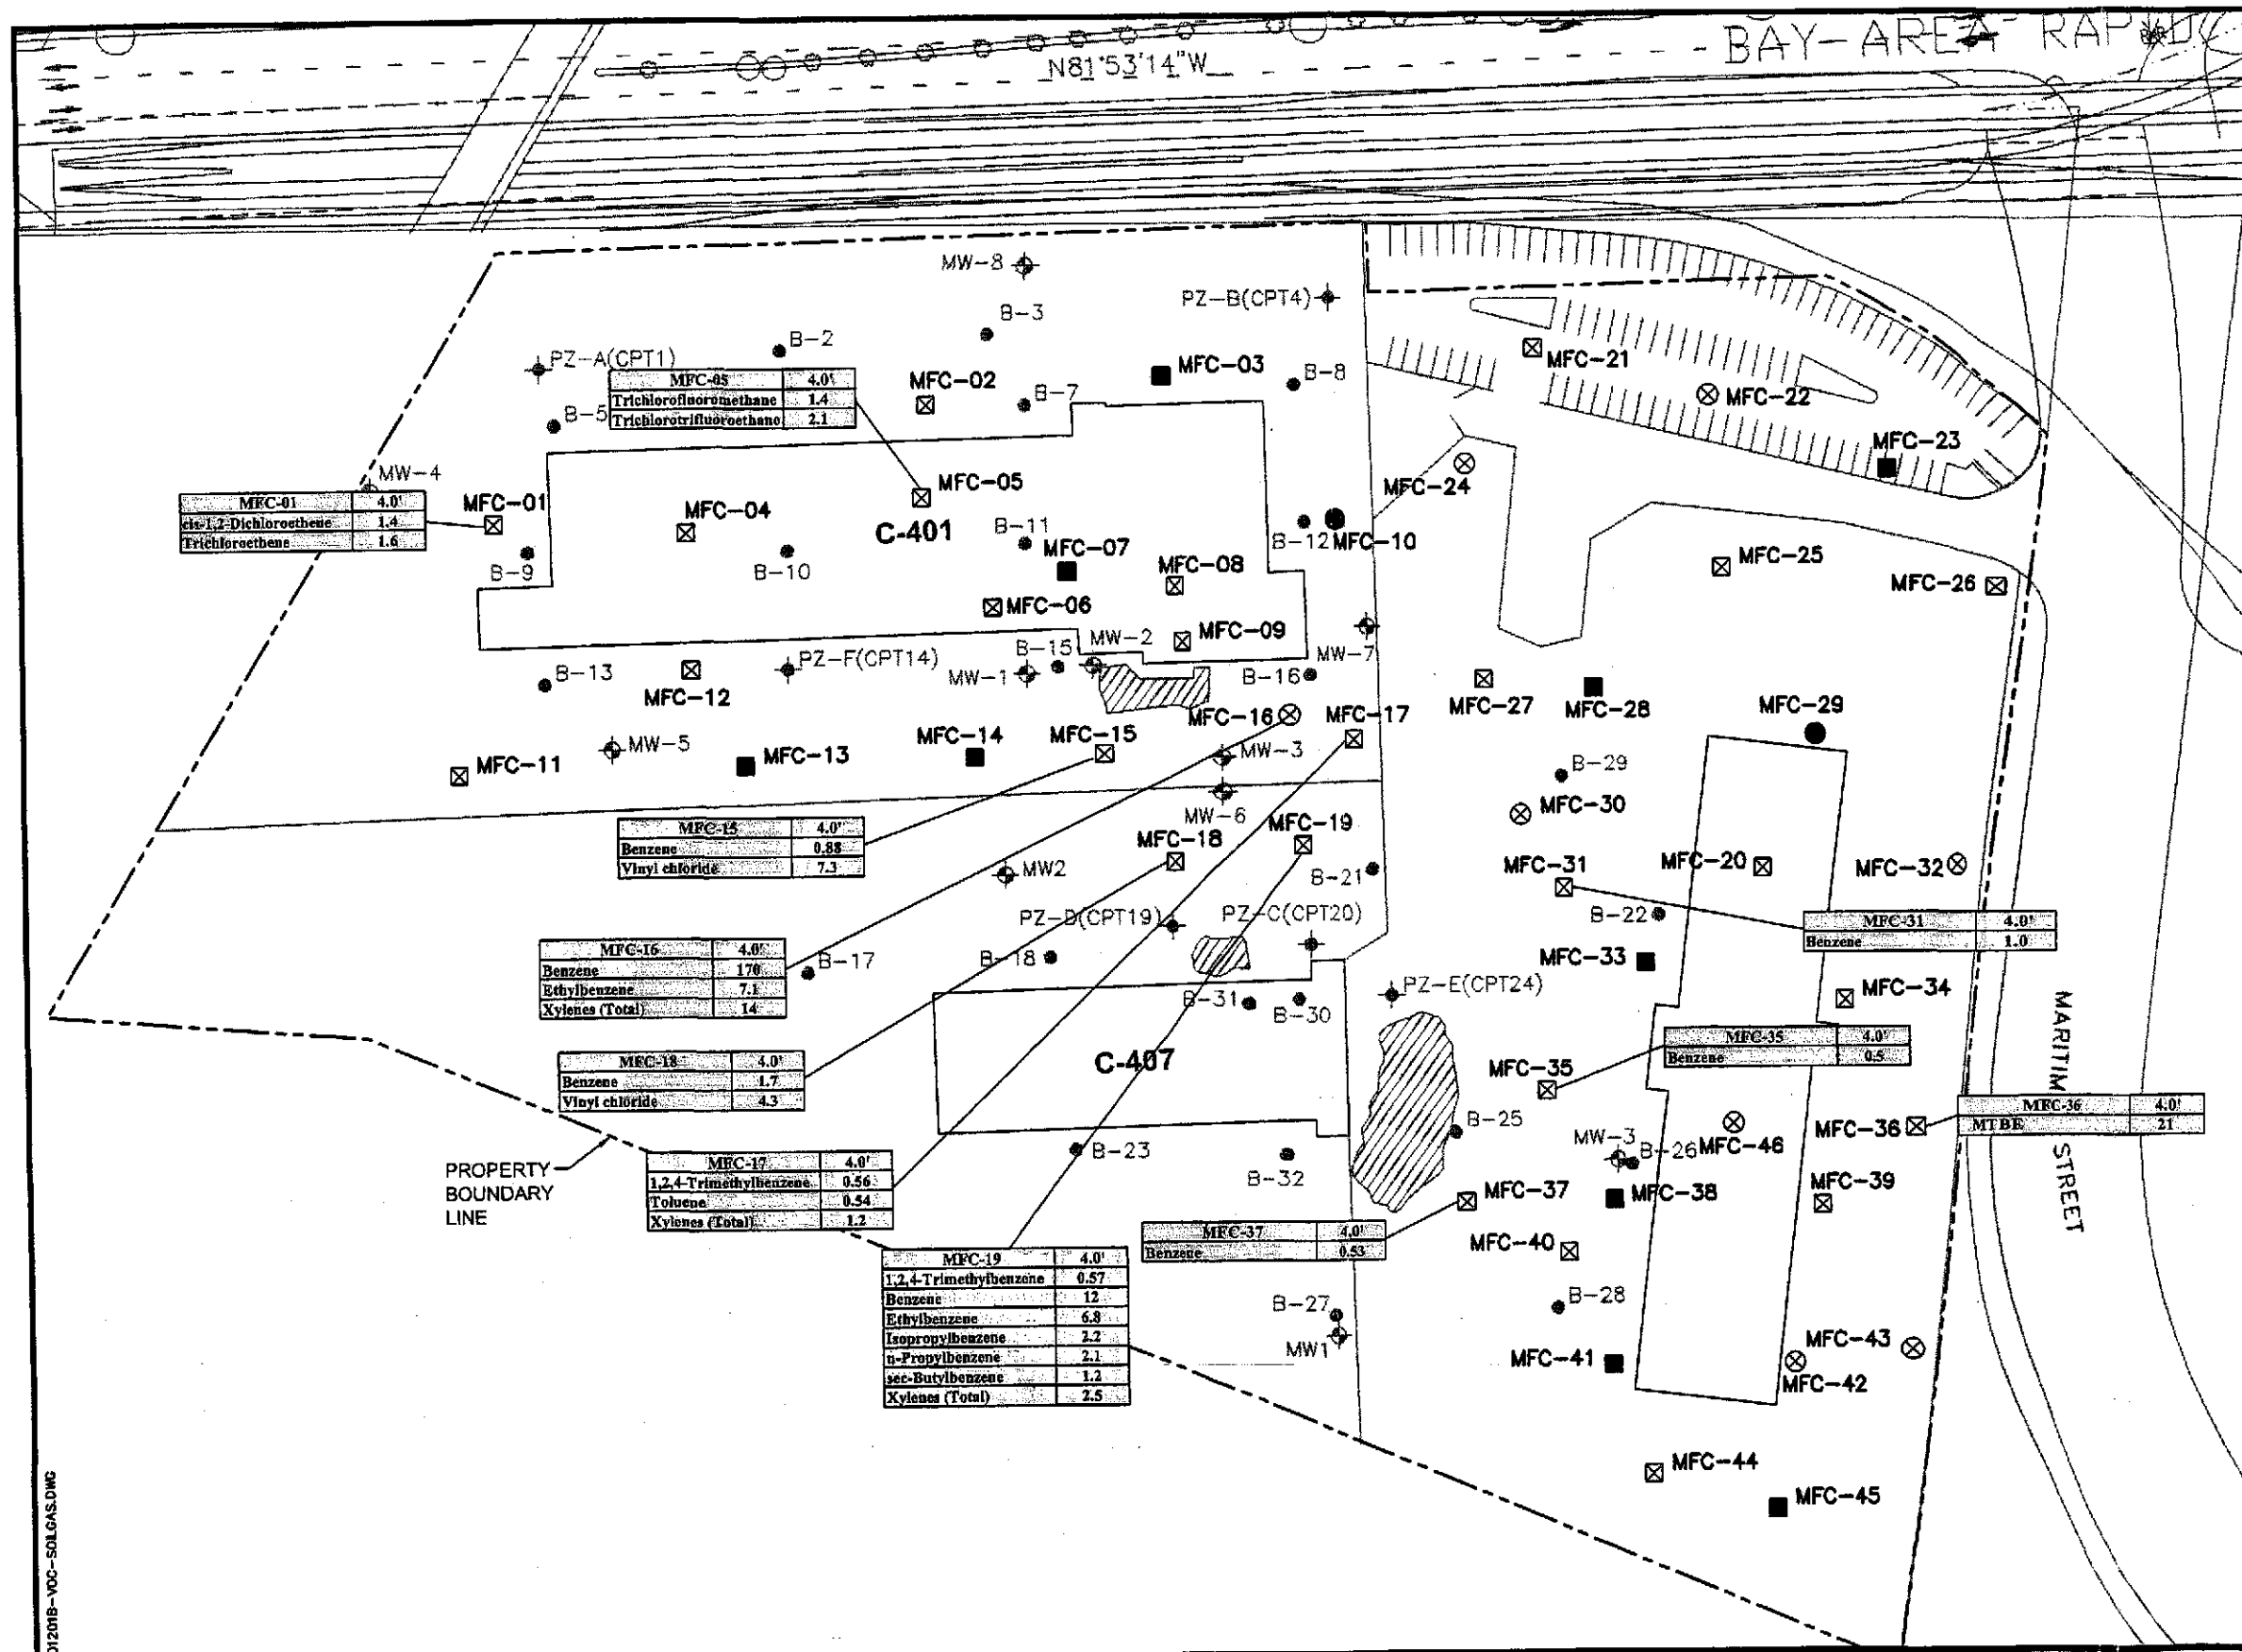 BAY-AREA RAPID
N81°53'14"W
MW-8
PZ-B(CPT4)
B-3
B-2
PZ-A(CPT1)
MFC-21
MFC-03
B-8
MFC-02
B-7
MFC-22
B-5
MFC-05 4.0'
Trichlorofluoromethane 1.4
Trichlorotrifluoroethane 2.1
MFC-23
MW-4
MFC-24
MFC-05
MFC-01
MFC-01 4.0'
cis-1,2-Dichloroethene 1.4
Trichloroethene 1.6
MFC-04
C-401
B-11
B-12
MFC-10
MFC-07
B-9
B-10
MFC-08
MFC-25
MFC-26
MFC-06
MFC-09
MW-2
B-15
MW-7
PZ-F(CPT14)
MW-1
B-16
B-13
MFC-12
MFC-27
MFC-28
MFC-29
MFC-16
MFC-17
MFC-14
MFC-15
MW-5
MW-3
MFC-13
MFC-11
B-29
MW-6
MFC-30
MFC-19
MFC-18
MFC-15 4.0'
Benzene 0.88
Vinyl chloride 7.3
MW2
B-21
MFC-31
MFC-20
MFC-32
PZ-D(CPT19)
PZ-C(CPT20)
B-22
MFC-31 4.0'
Benzene 1.0
MFC-16 4.0'
Benzene 170
Ethylbenzene 7.1
Xylenes (Total) 14
B-17
B-18
MFC-33
PZ-E(CPT24)
MFC-34
B-31
B-30
MARITIM STREET
C-407
MFC-35
MFC-35 4.0'
Benzene 0.5
MFC-18 4.0'
Benzene 1.7
Vinyl chloride 4.3
B-25
MFC-46
MFC-36
MFC-36 4.0'
MTBE 21
B-23
MW-3
B-26
PROPERTY
BOUNDARY
LINE
MFC-17 4.0'
1,2,4-Trimethylbenzene 0.56
Toluene 0.54
Xylenes (Total) 1.2
B-32
MFC-37
MFC-38
MFC-39
MFC-37 4.0'
Benzene 0.53
MFC-40
MFC-19 4.0'
1,2,4-Trimethylbenzene 0.57
Benzene 12
Ethylbenzene 6.8
Isopropylbenzene 2.2
n-Propylbenzene 2.1
sec-Butylbenzene 1.2
Xylenes (Total) 2.5
B-27
B-28
MW1
MFC-41
MFC-43
MFC-42
MFC-44
MFC-45
01201B-VOC-SOILGAS.DWG